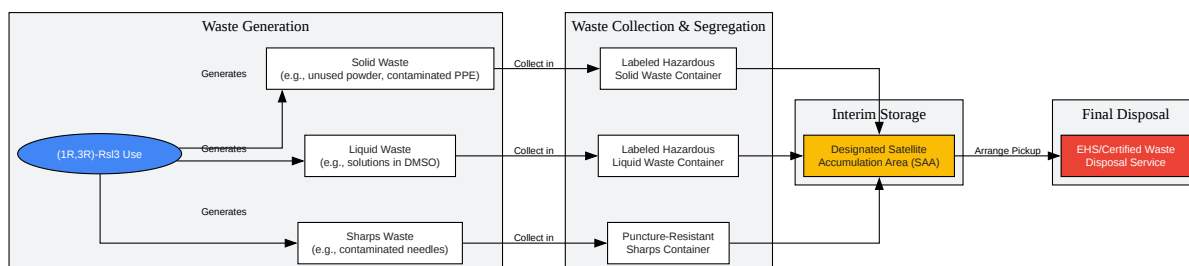 Waste Generation
Waste Collection & Segregation
Solid Waste
(e.g., unused powder, contaminated PPE)
Generates
Collect in
Labeled Hazardous
Solid Waste Container
Interim Storage
Final Disposal
(1R,3R)-Rsl3 Use
Generates
Liquid Waste
(e.g., solutions in DMSO)
Collect in
Labeled Hazardous
Liquid Waste Container
Designated Satellite
Accumulation Area (SAA)
Arrange Pickup
EHS/Certified Waste
Disposal Service
Generates
Sharps Waste
(e.g., contaminated needles)
Collect in
Puncture-Resistant
Sharps Container